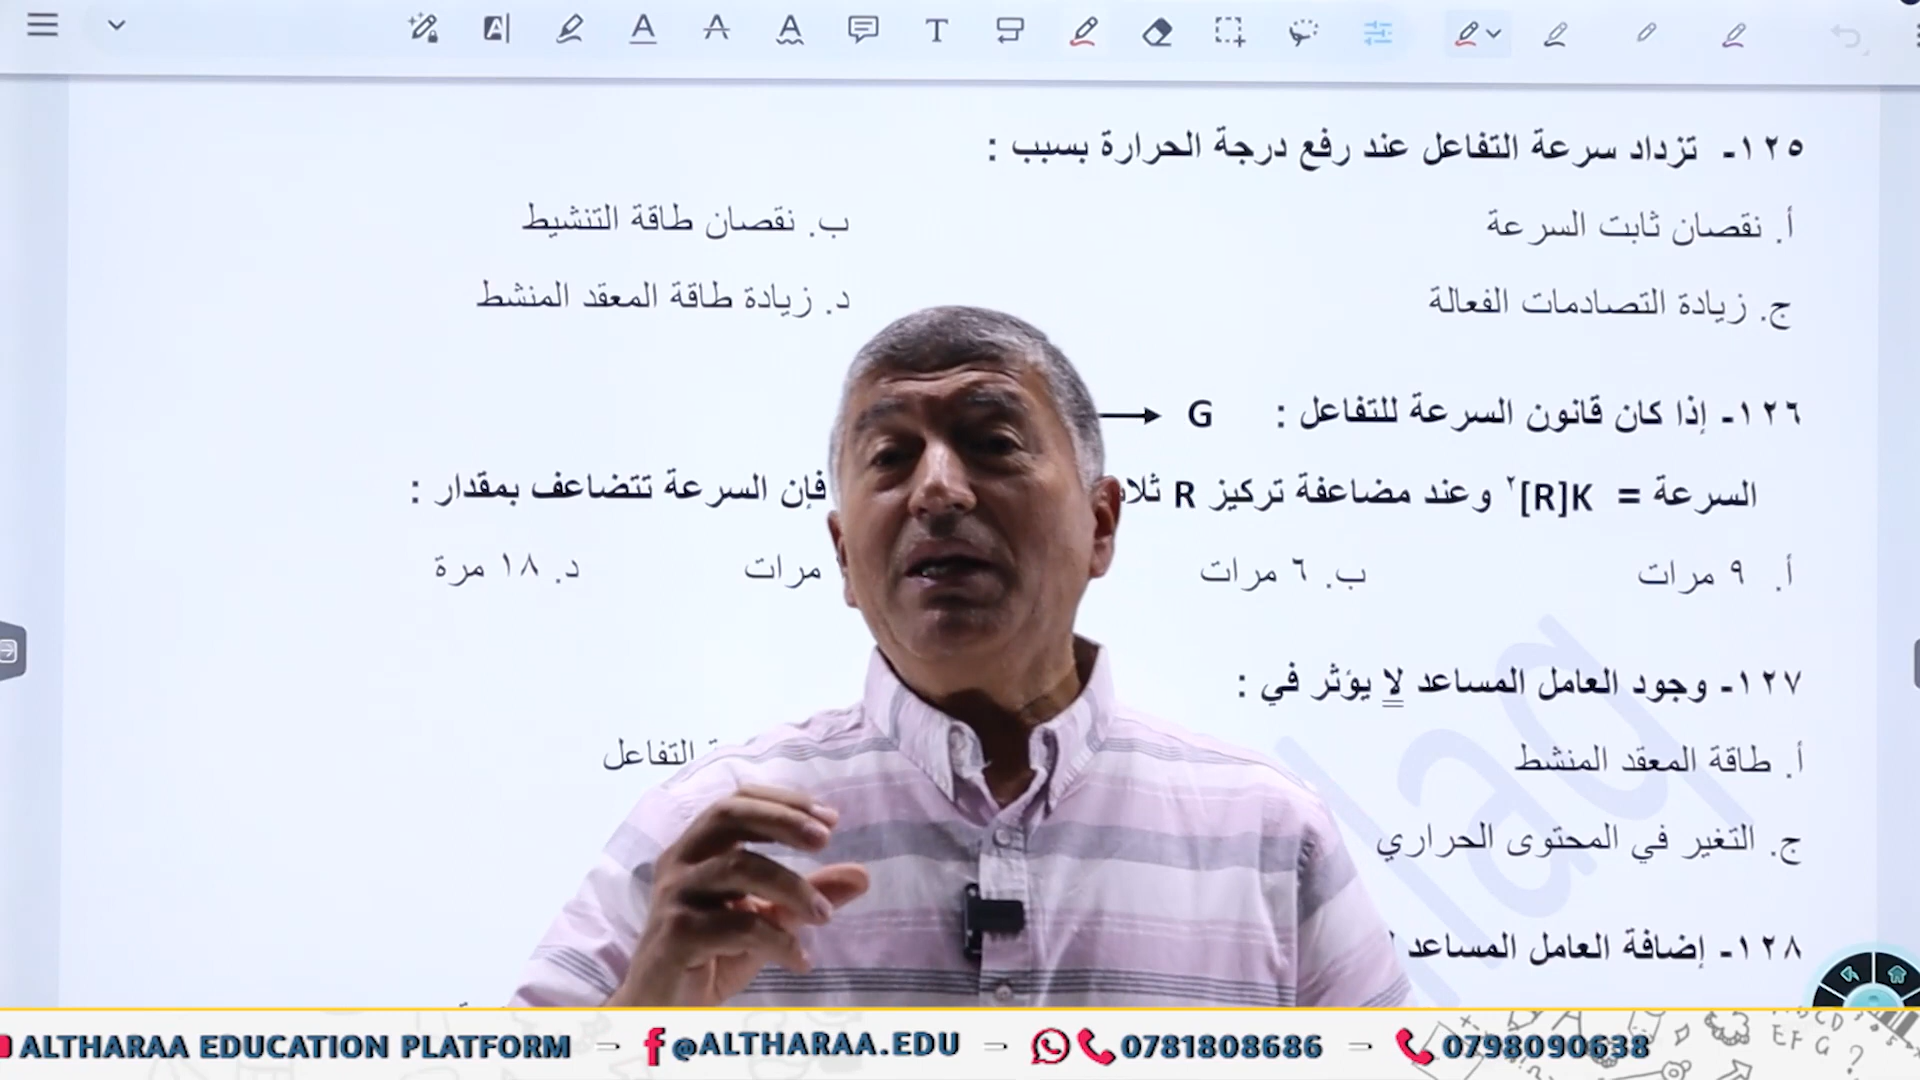 ١٢٥- تزداد سرعة التفاعل عند رفع درجة الحرارة بسبب :
أ. نقصان ثابت السرعة ب. نقصان طاقة التنشيط
ج. زيادة التصادمات الفعالة د. زيادة طاقة المعقد المنشط
١٢٦- إذا كان قانون السرعة للتفاعل : G
السرعة = K[R]٢ وعند مضاعفة تركيز R فإن السرعة تتضاعف بمقدار :
أ. ٩ مرات ب. ٦ مرات مرات د. ١٨ مرة
١٢٧- وجود العامل المساعد لا يؤثر في :
أ. طاقة المعقد المنشط التفاعل
ج. التغير في المحتوى الحراري
١٢٨- إضافة العامل المساعد
ALTHARAA EDUCATION PLATFORM – f @ALTHARAA.EDU – 0781808686 – 0798090638